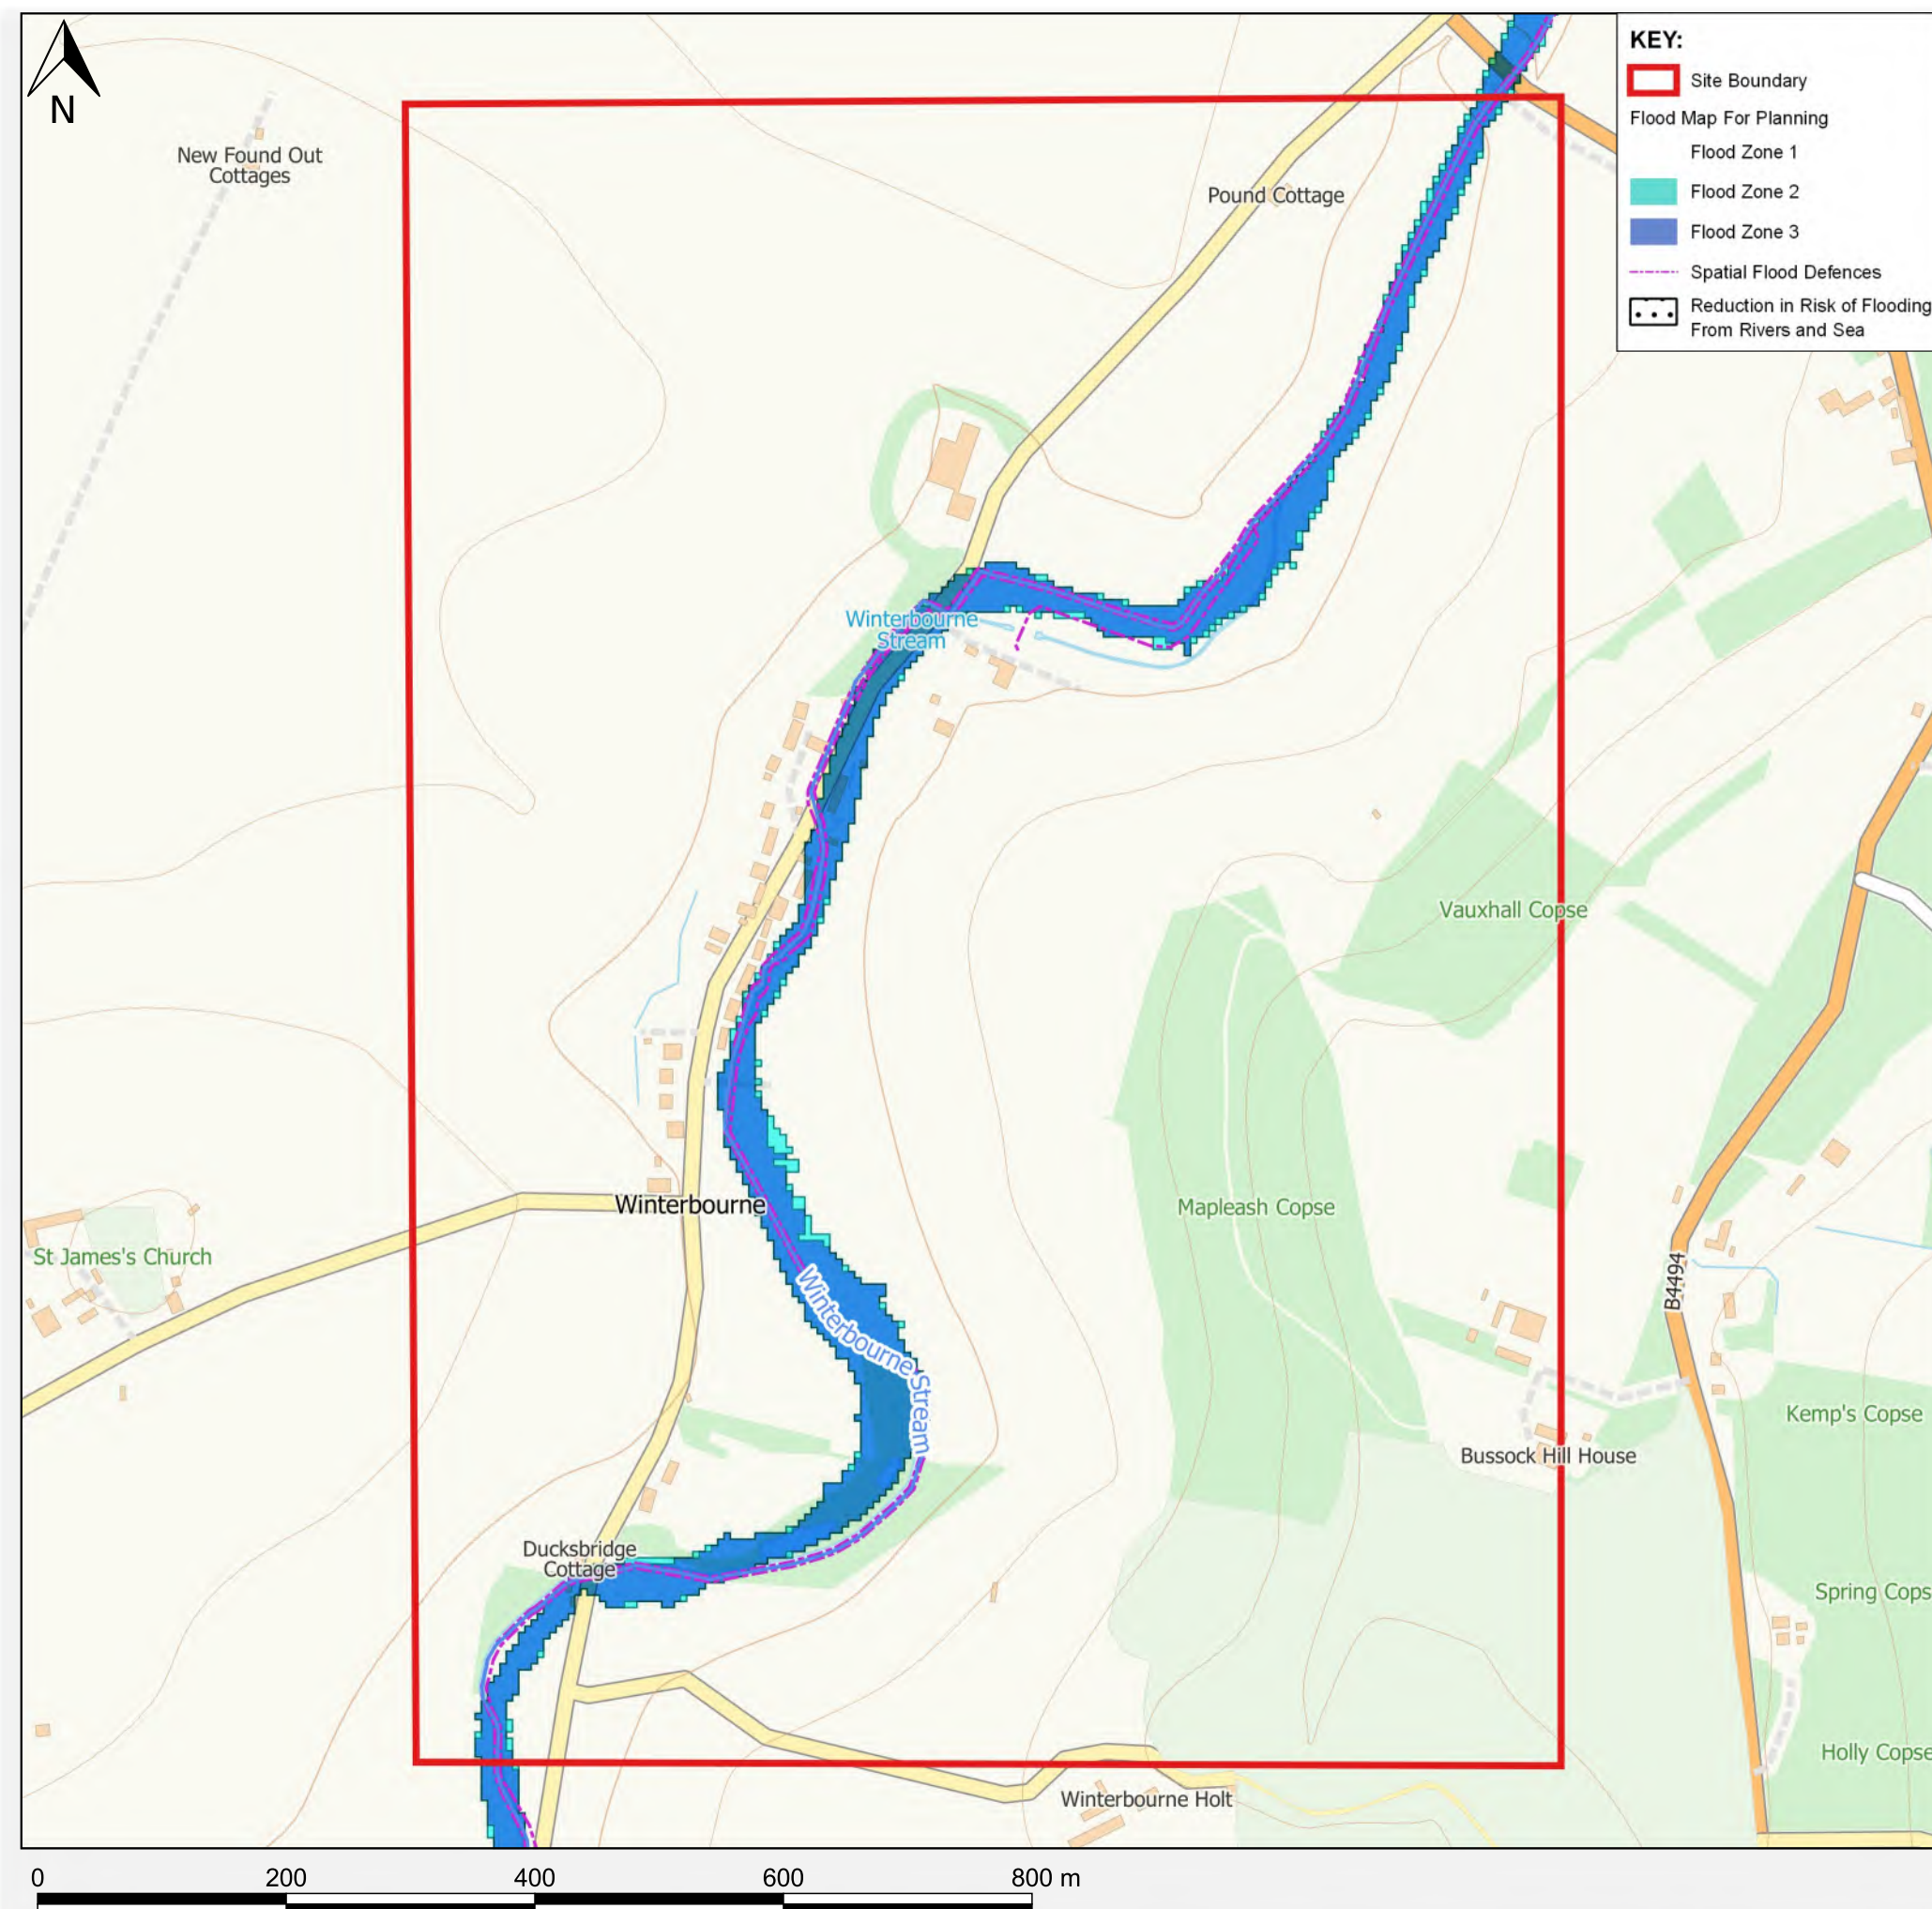 N
KEY:
Site Boundary
Flood Map For Planning
Flood Zone 1
Flood Zone 2
Flood Zone 3
Spatial Flood Defences
Reduction in Risk of Flooding
From Rivers and Sea
New Found Out
Cottages
Pound Cottage
Winterbourne
Stream
Vauxhall Copse
Winterbourne
Mapleash Copse
St James's Church
B4494
Winterbourne Stream
Kemp's Copse
Bussock Hill House
Ducksbridge
Cottage
Spring Cops
Holly Copse
Winterbourne Holt
0 200 400 600 800 m